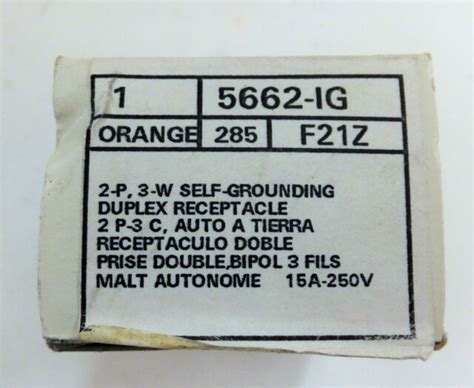 1 5662-IG
ORANGE 285 F21Z
2-P, 3-W SELF-GROUNDING
DUPLEX RECEPTACLE
2 P-3 C, AUTO A TIERRA
RECEPTACULO DOBLE
PRISE DOUBLE,BIPOL 3 FILS
MALT AUTONOME 15A-250V